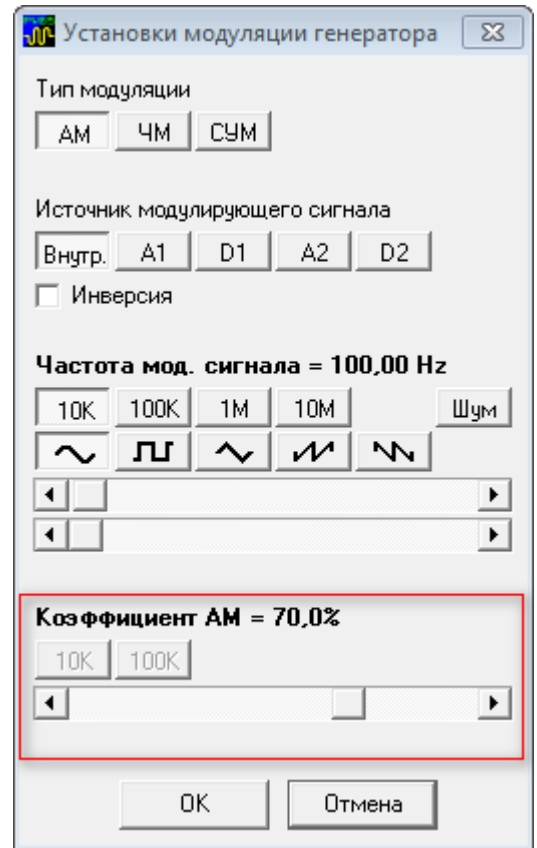 Установки модуляции генератора
Тип модуляции
АМ ЧМ СУМ
Источник модулирующего сигнала
Внутр. A1 D1 A2 D2
Инверсия
Частота мод. сигнала = 100,00 Hz
10K 100K 1M 10M Шум
Коэффициент АМ = 70,0%
10K 100K
OK Отмена